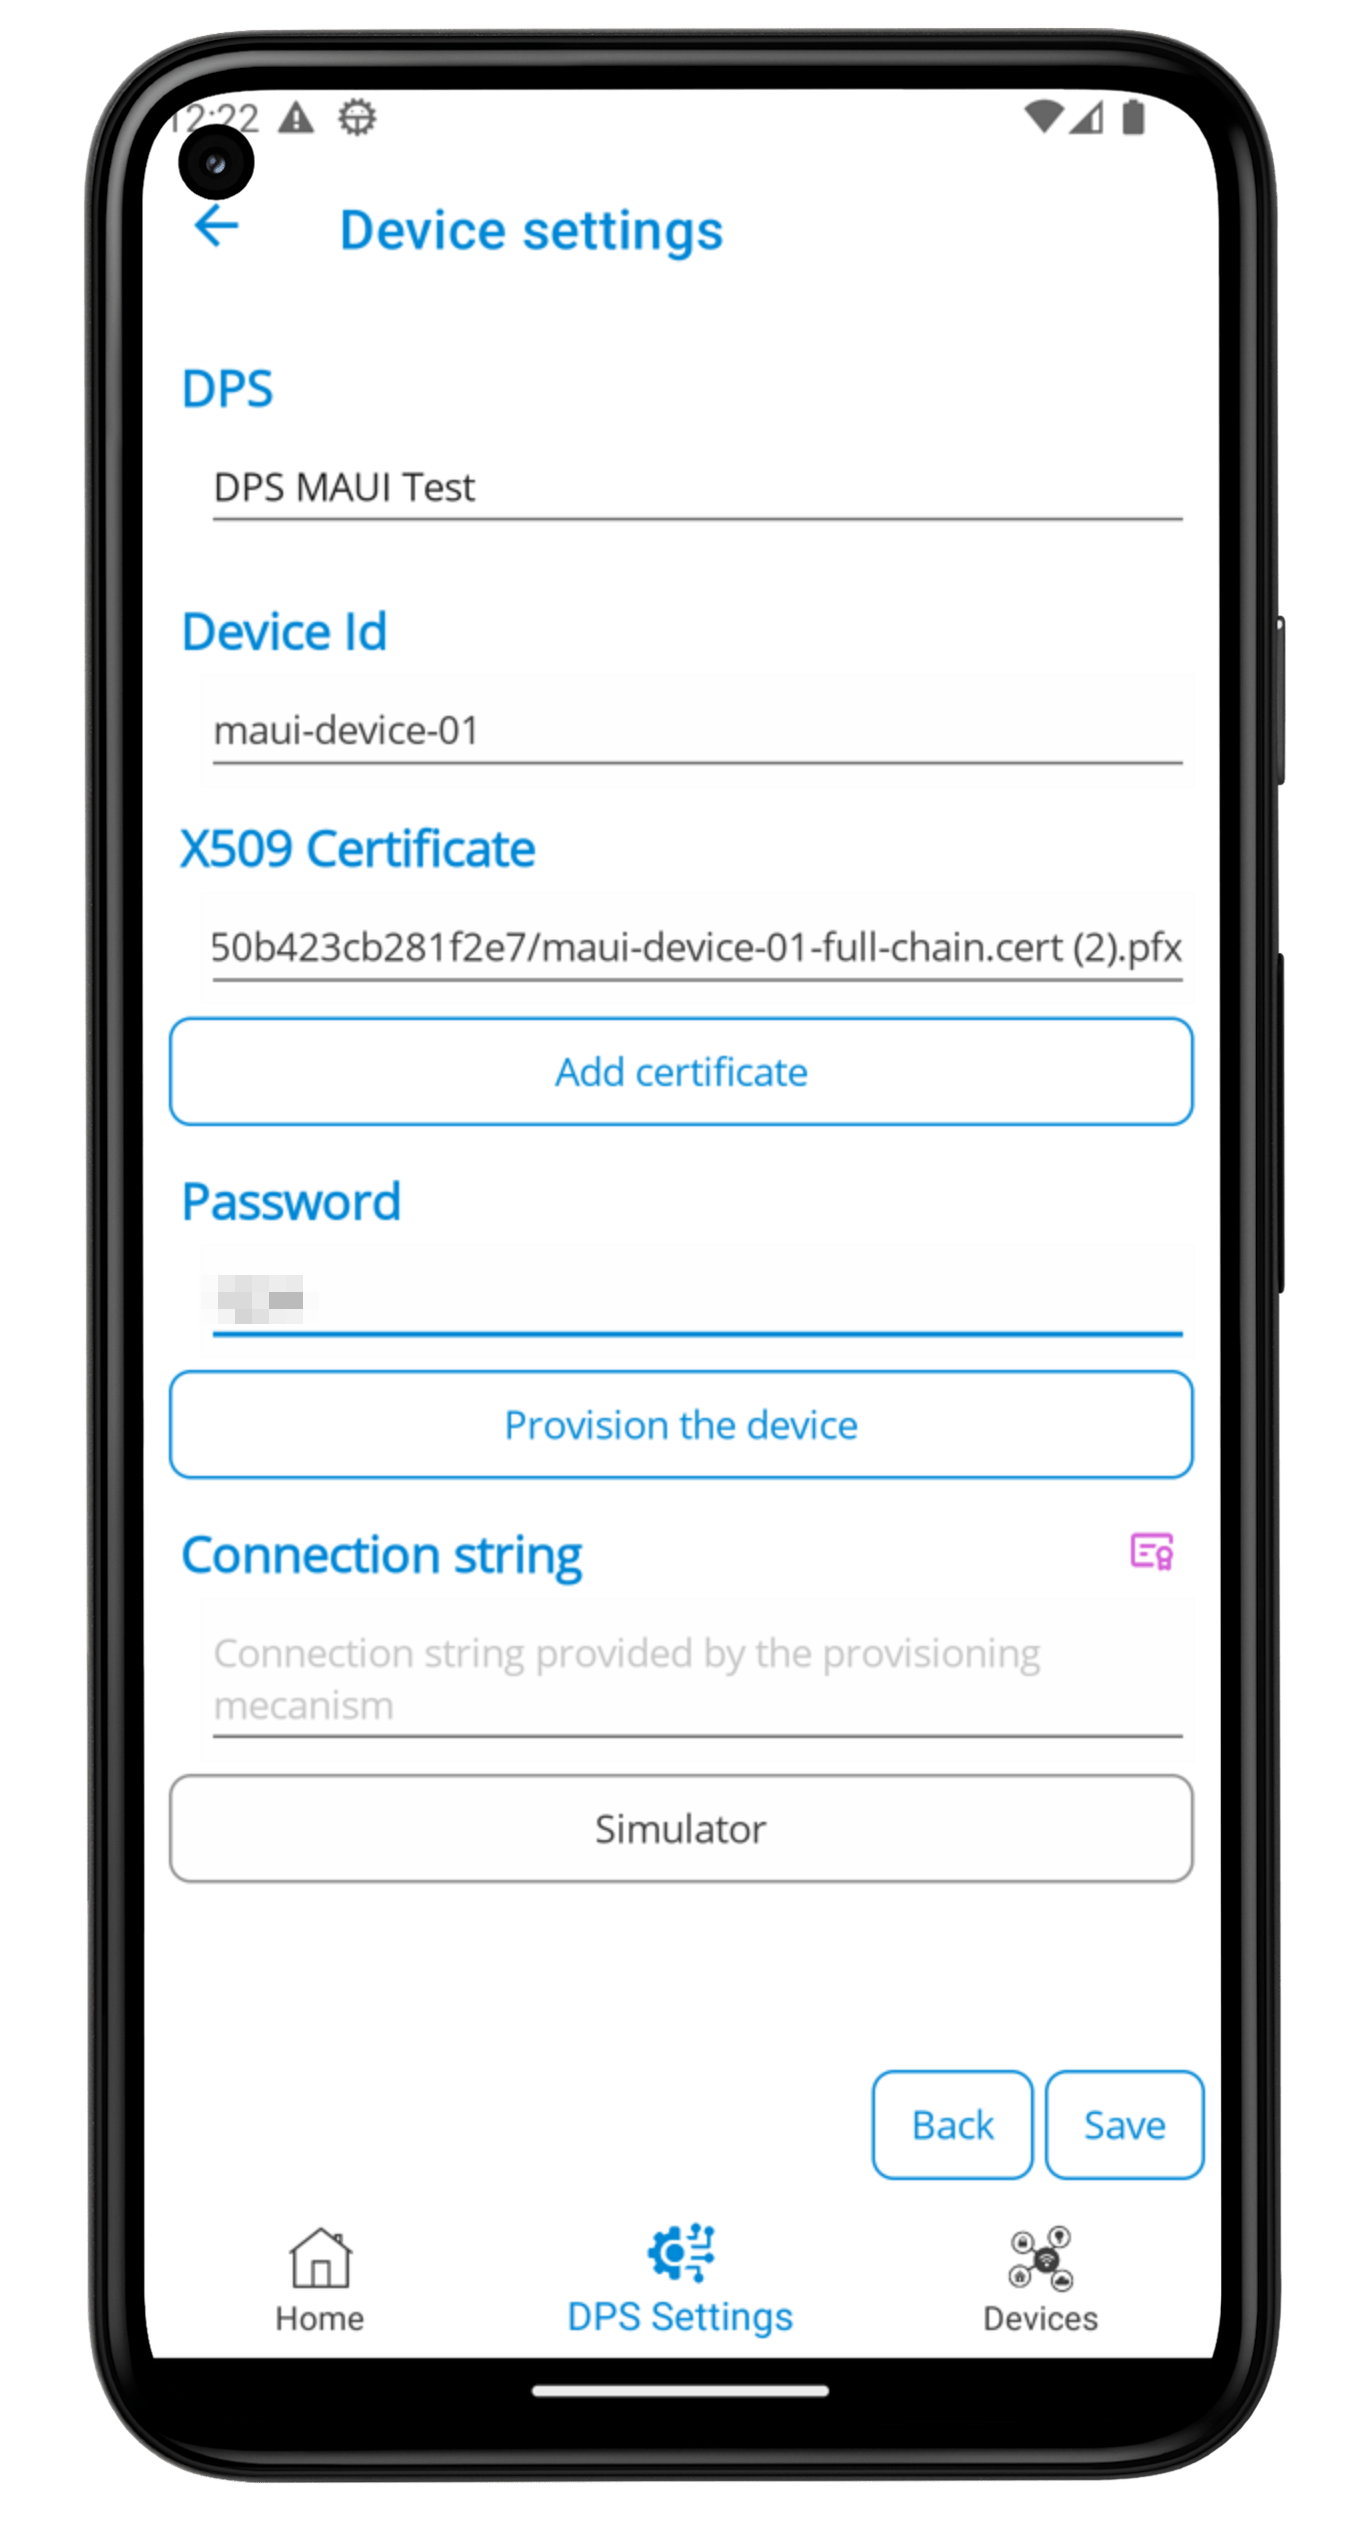 12:22
Device settings
DPS
DPS MAUI Test
Device Id
maui-device-01
X509 Certificate
50b423cb281f2e7/maui-device-01-full-chain.cert (2).pfx
Add certificate
Password
Provision the device
Connection string
Connection string provided by the provisioning
mecanism
Simulator
Back
Save
Home
DPS Settings
Devices